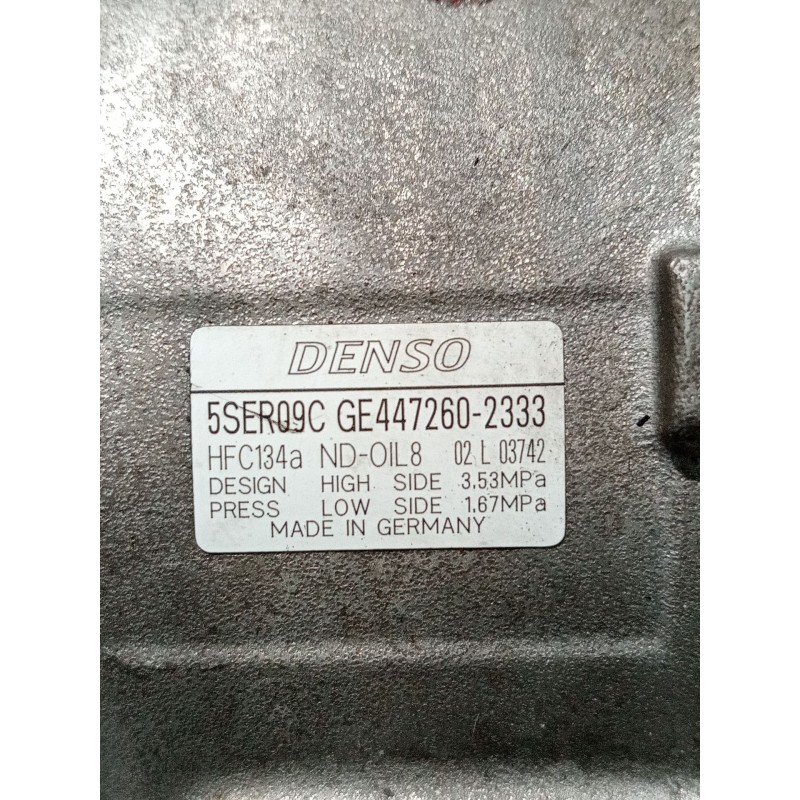 DENSO
5SER09C GE447260-2333
HFC134a ND-OIL8 02 L 03742
DESIGN HIGH SIDE 3.53MPa
PRESS LOW SIDE 1.67MPa
MADE IN GERMANY